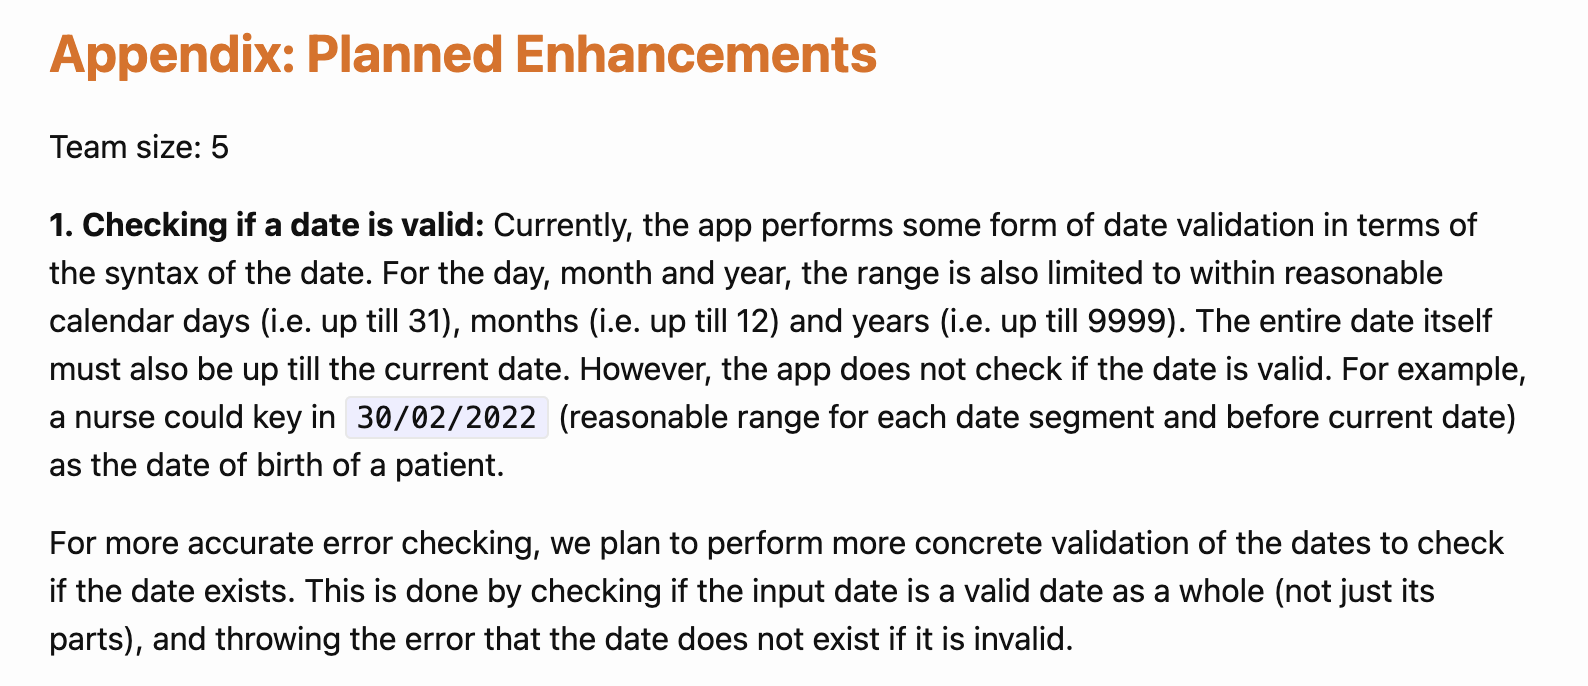 Appendix: Planned Enhancements
Team size: 5
1. Checking if a date is valid: Currently, the app performs some form of date validation in terms of
the syntax of the date. For the day, month and year, the range is also limited to within reasonable
calendar days (i.e. up till 31), months (i.e. up till 12) and years (i.e. up till 9999). The entire date itself
must also be up till the current date. However, the app does not check if the date is valid. For example,
a nurse could key in 30/02/2022 (reasonable range for each date segment and before current date)
as the date of birth of a patient.
For more accurate error checking, we plan to perform more concrete validation of the dates to check
if the date exists. This is done by checking if the input date is a valid date as a whole (not just its
parts), and throwing the error that the date does not exist if it is invalid.